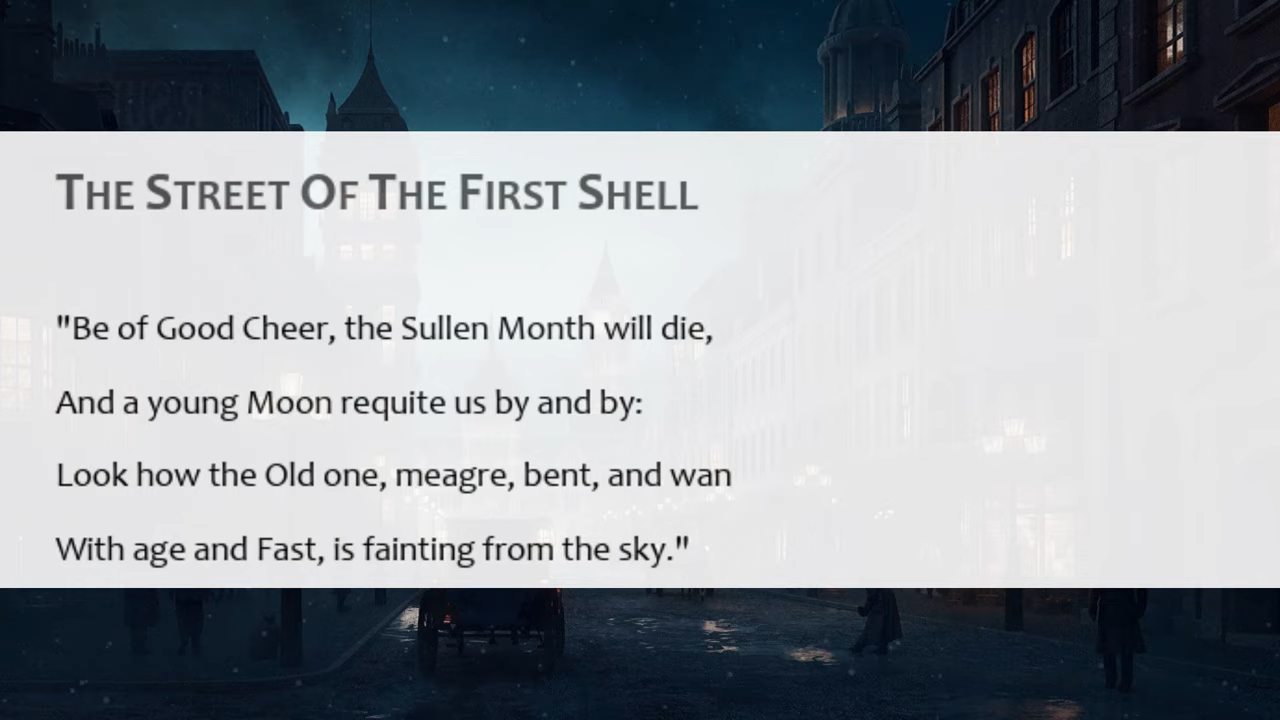 The Street Of The First Shell
"Be of Good Cheer, the Sullen Month will die,
And a young Moon requite us by and by:
Look how the Old one, meagre, bent, and wan
With age and Fast, is fainting from the sky."